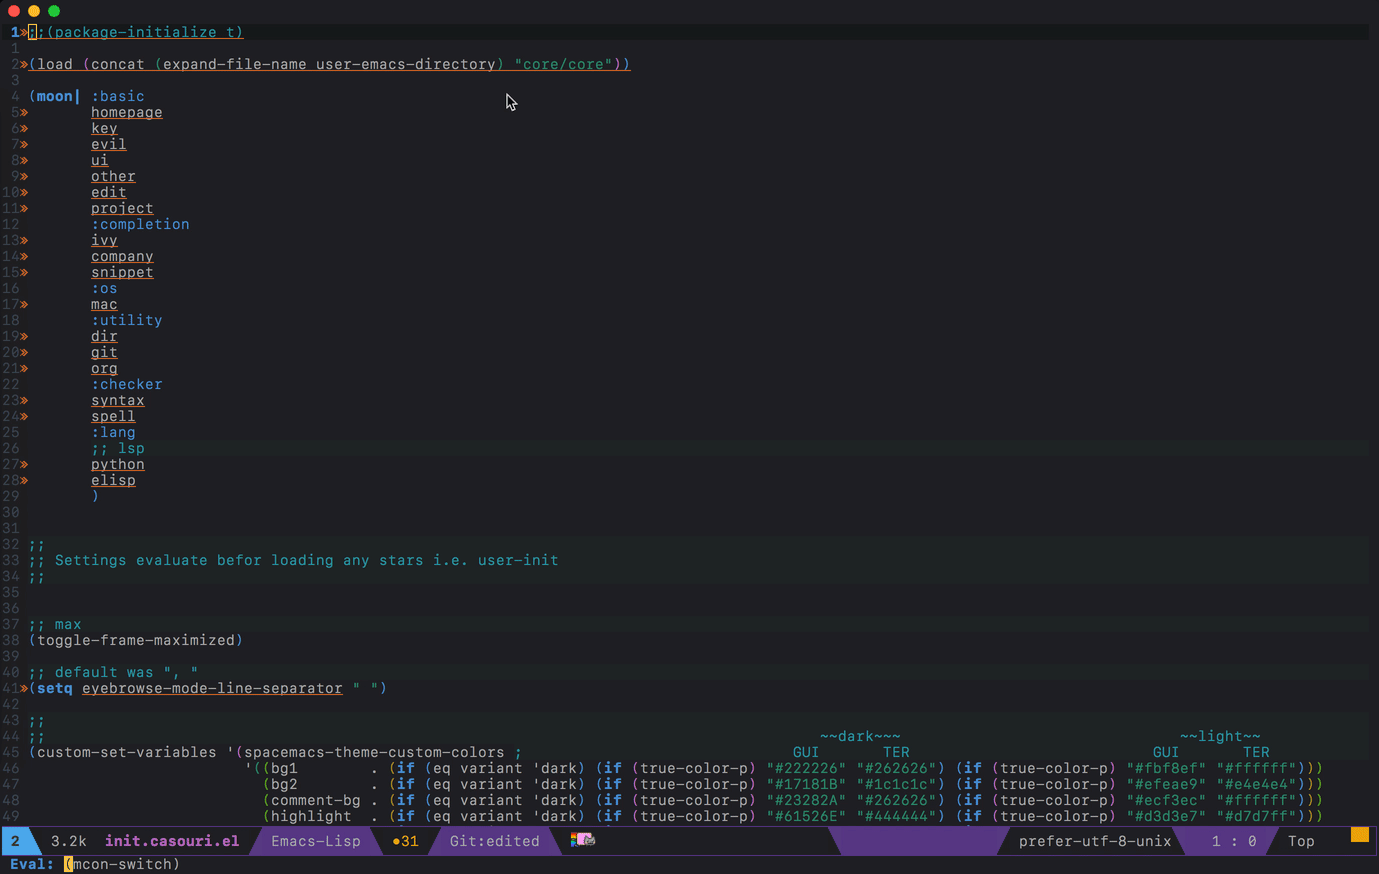 1»;;(package-initialize t)
1
2»(load (concat (expand-file-name user-emacs-directory) "core/core"))
3
4 (moon| :basic
5» homepage
6» key
7» evil
8» ui
9» other
10» edit
11» project
12 :completion
13» ivy
14» company
15» snippet
16 :os
17» mac
18 :utility
19» dir
20» git
21» org
22 :checker
23» syntax
24» spell
25 :lang
26 ;; lsp
27» python
28» elisp
29 )
30
31
32 ;;
33 ;; Settings evaluate befor loading any stars i.e. user-init
34 ;;
35
36
37 ;; max
38 (toggle-frame-maximized)
39
40 ;; default was ", "
41»(setq eyebrowse-mode-line-separator " ")
42
43 ;;
44 ;; ~~dark~~~ ~~light~~
45 (custom-set-variables '(spacemacs-theme-custom-colors ; GUI TER GUI TER
46 '((bg1 . (if (eq variant 'dark) (if (true-color-p) "#222226" "#262626") (if (true-color-p) "#fbf8ef" "#ffffff")))
47 (bg2 . (if (eq variant 'dark) (if (true-color-p) "#17181B" "#1c1c1c") (if (true-color-p) "#efeae9" "#e4e4e4")))
48 (comment-bg . (if (eq variant 'dark) (if (true-color-p) "#23282A" "#262626") (if (true-color-p) "#ecf3ec" "#ffffff")))
49 (highlight . (if (eq variant 'dark) (if (true-color-p) "#61526E" "#444444") (if (true-color-p) "#d3d3e7" "#d7d7ff")))
2 3.2k init.casouri.el Emacs-Lisp •31 Git:edited prefer-utf-8-unix 1 : 0 Top
Eval: (mcon-switch)